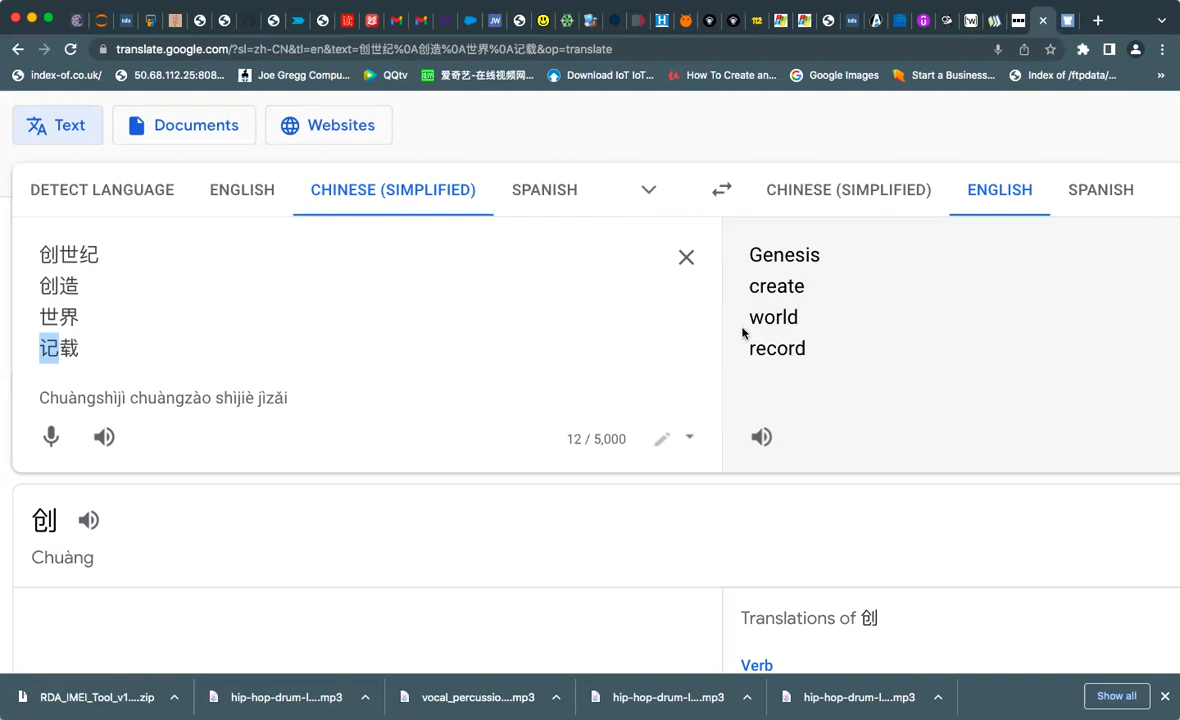 translate.google.com/?sl=zh-CN&tl=en&text=创世纪%0A创造%0A世界%0A记载&op=translate
index-of.co.uk/
50.68.112.25:808...
Joe Gregg Compu...
QQtv
爱奇艺-在线视频网...
Download IoT IoT...
How To Create an...
Google Images
Start a Business...
Index of /ftpdata/...
»
Text
Documents
Websites
DETECT LANGUAGE
ENGLISH
CHINESE (SIMPLIFIED)
SPANISH
CHINESE (SIMPLIFIED)
ENGLISH
SPANISH
创世纪
创造
世界
记载
Chuàngshìjì chuàngzào shìjiè jìzǎi
12 / 5,000
Genesis
create
world
record
创
Chuàng
Translations of 创
Verb
RDA_IMEI_Tool_v1....zip
hip-hop-drum-l....mp3
vocal_percussio....mp3
hip-hop-drum-l....mp3
hip-hop-drum-l....mp3
Show all